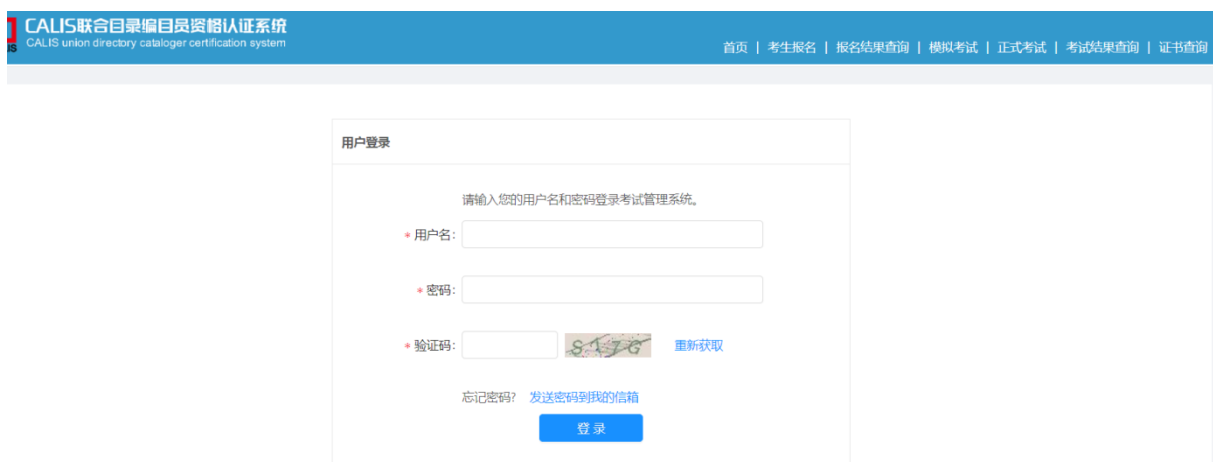 CALIS联合目录编目员资格认证系统
CALIS union directory cataloger certification system
首页 | 考生报名 | 报名结果查询 | 模拟考试 | 正式考试 | 考试结果查询 | 证书查询
用户登录
请输入您的用户名和密码登录考试管理系统。
* 用户名:
* 密码:
* 验证码: 重新获取
忘记密码? 发送密码到我的信箱
登 录